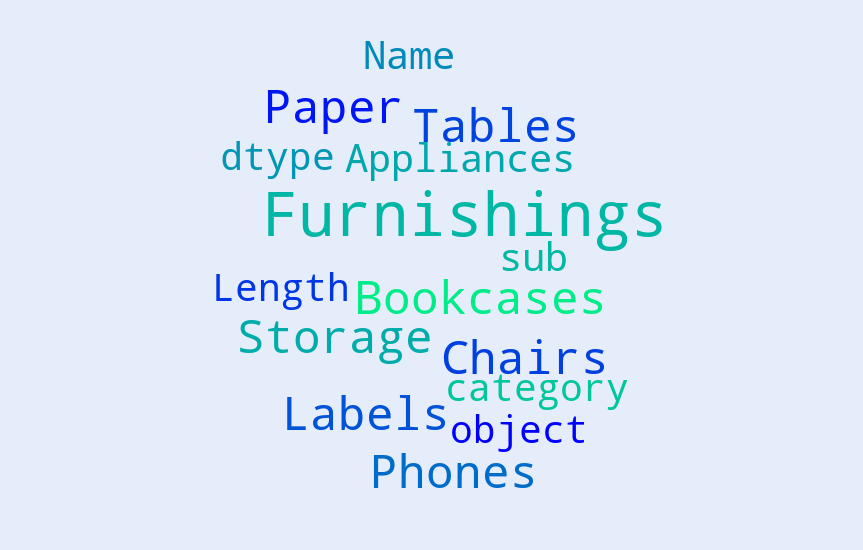 Name
Paper Tables
dtype Appliances
Furnishings
sub
Length Bookcases
Storage Chairs
category
Labels object
Phones